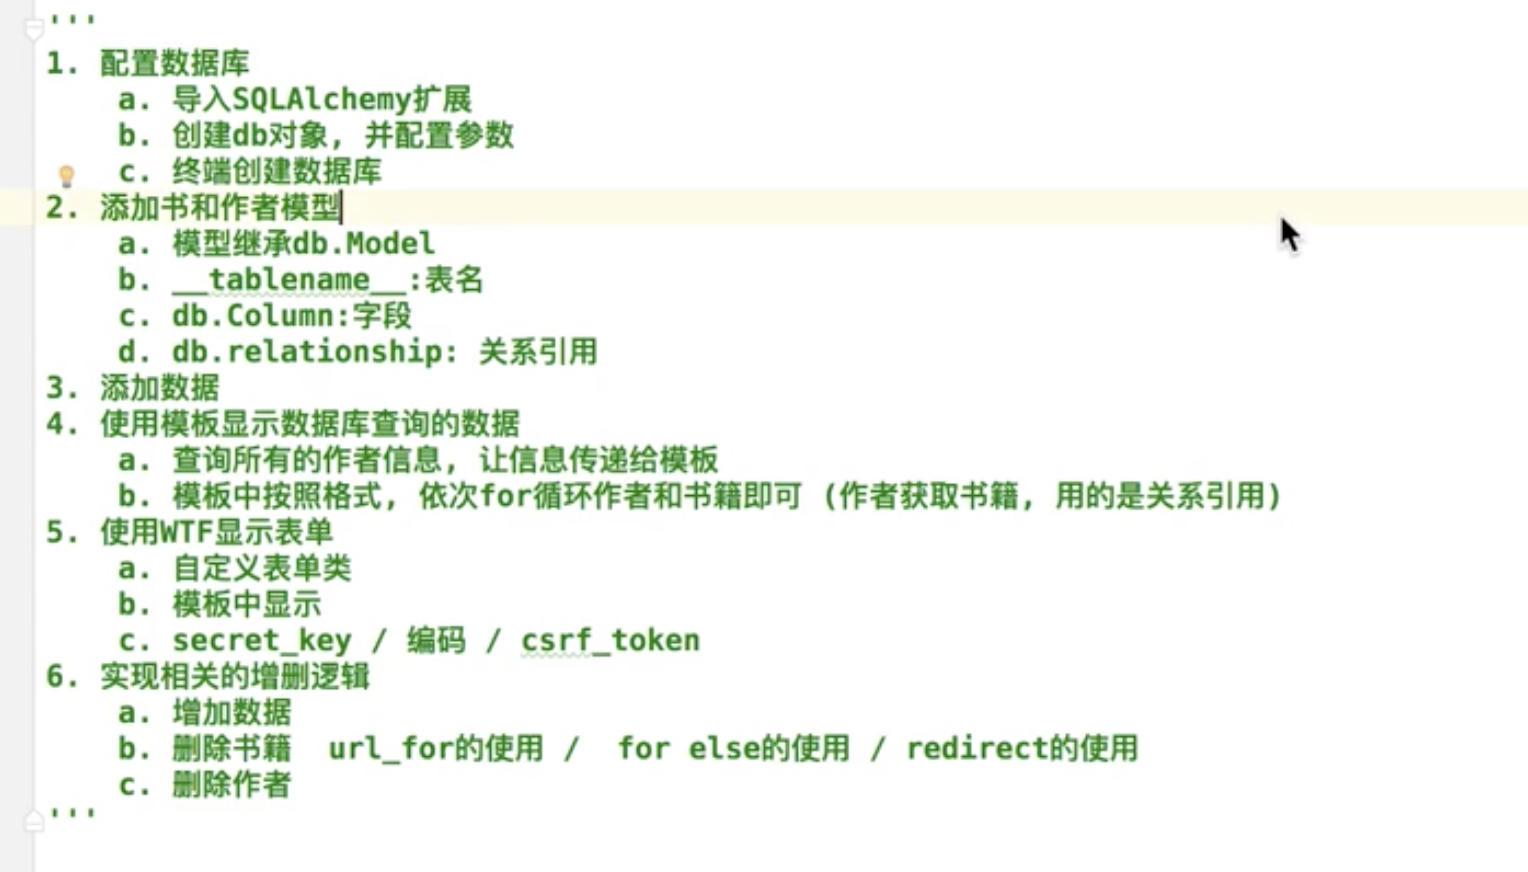 '''
1. 配置数据库
a. 导入SQLAlchemy扩展
b. 创建db对象, 并配置参数
c. 终端创建数据库
2. 添加书和作者模型
a. 模型继承db.Model
b. __tablename__:表名
c. db.Column:字段
d. db.relationship: 关系引用
3. 添加数据
4. 使用模板显示数据库查询的数据
a. 查询所有的作者信息, 让信息传递给模板
b. 模板中按照格式, 依次for循环作者和书籍即可 (作者获取书籍, 用的是关系引用)
5. 使用WTF显示表单
a. 自定义表单类
b. 模板中显示
c. secret_key / 编码 / csrf_token
6. 实现相关的增删逻辑
a. 增加数据
b. 删除书籍  url_for的使用 /  for else的使用 / redirect的使用
c. 删除作者
'''